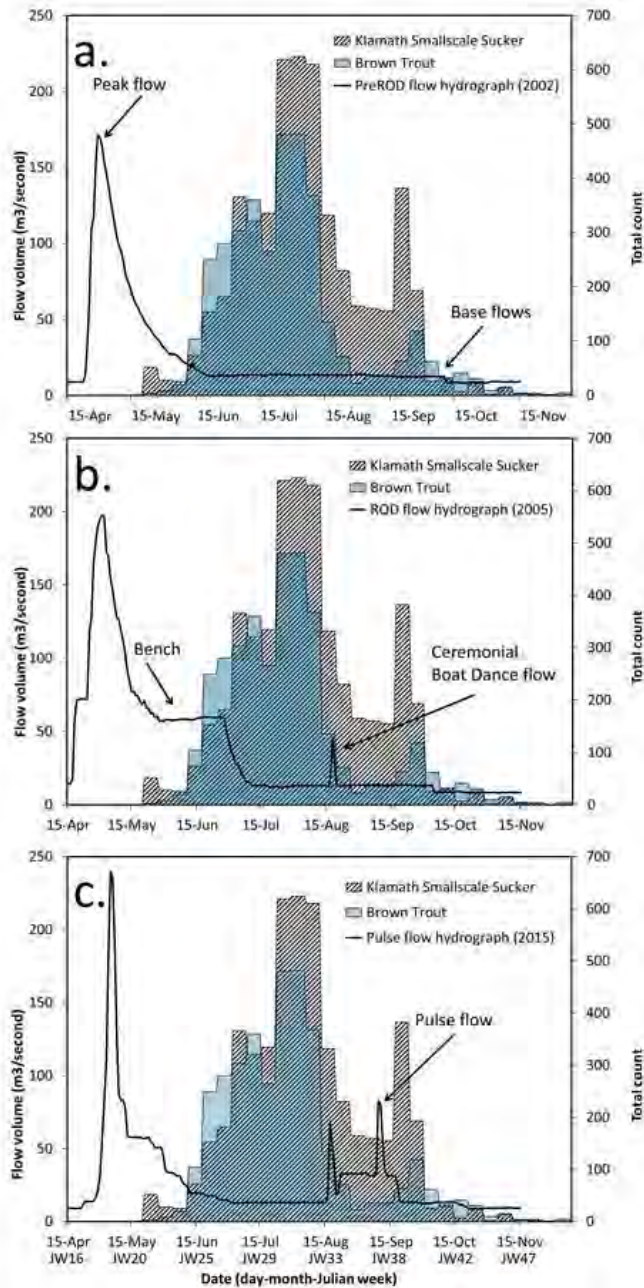 a.
Peak flow
Klamath Smallscale Sucker
Brown Trout
PreROD flow hydrograph (2002)
Base flows
Flow volume (m3/second)
Total count
250
200
150
100
50
0
700
600
500
400
300
200
100
0
15-Apr 15-May 15-Jun 15-Jul 15-Aug 15-Sep 15-Oct 15-Nov
b.
Klamath Smallscale Sucker
Brown Trout
ROD flow hydrograph (2005)
Bench
Ceremonial
Boat Dance flow
Flow volume (m3/second)
Total count
250
200
150
100
50
0
700
600
500
400
300
200
100
0
15-Apr 15-May 15-Jun 15-Jul 15-Aug 15-Sep 15-Oct 15-Nov
c.
Klamath Smallscale Sucker
Brown Trout
Pulse flow hydrograph (2015)
Pulse flow
Flow volume (m3/second)
Total count
250
200
150
100
50
0
700
600
500
400
300
200
100
0
15-Apr 15-May 15-Jun 15-Jul 15-Aug 15-Sep 15-Oct 15-Nov
JW16 JW20 JW25 JW29 JW33 JW38 JW42 JW47
Date (day-month-Julian week)